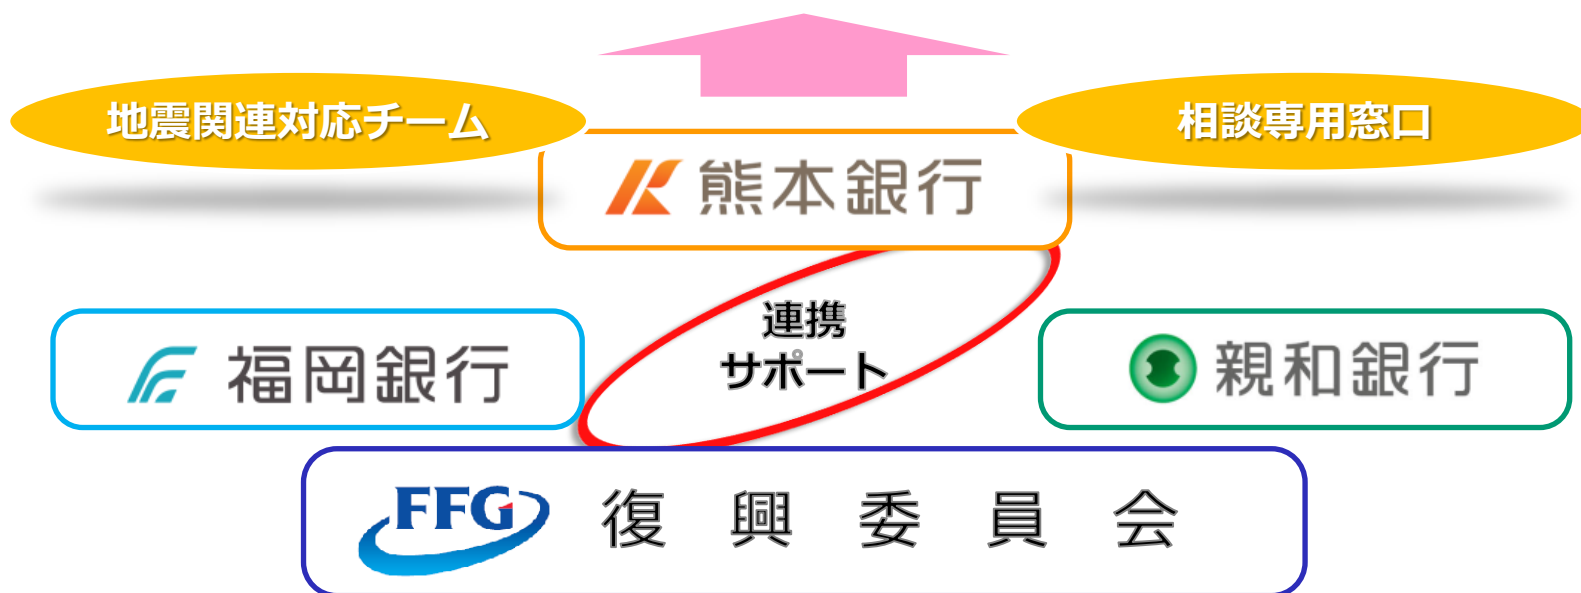 地震関連対応チーム
相談専用窓口
熊本銀行
連携
サポート
福岡銀行
親和銀行
FFG 復興委員会